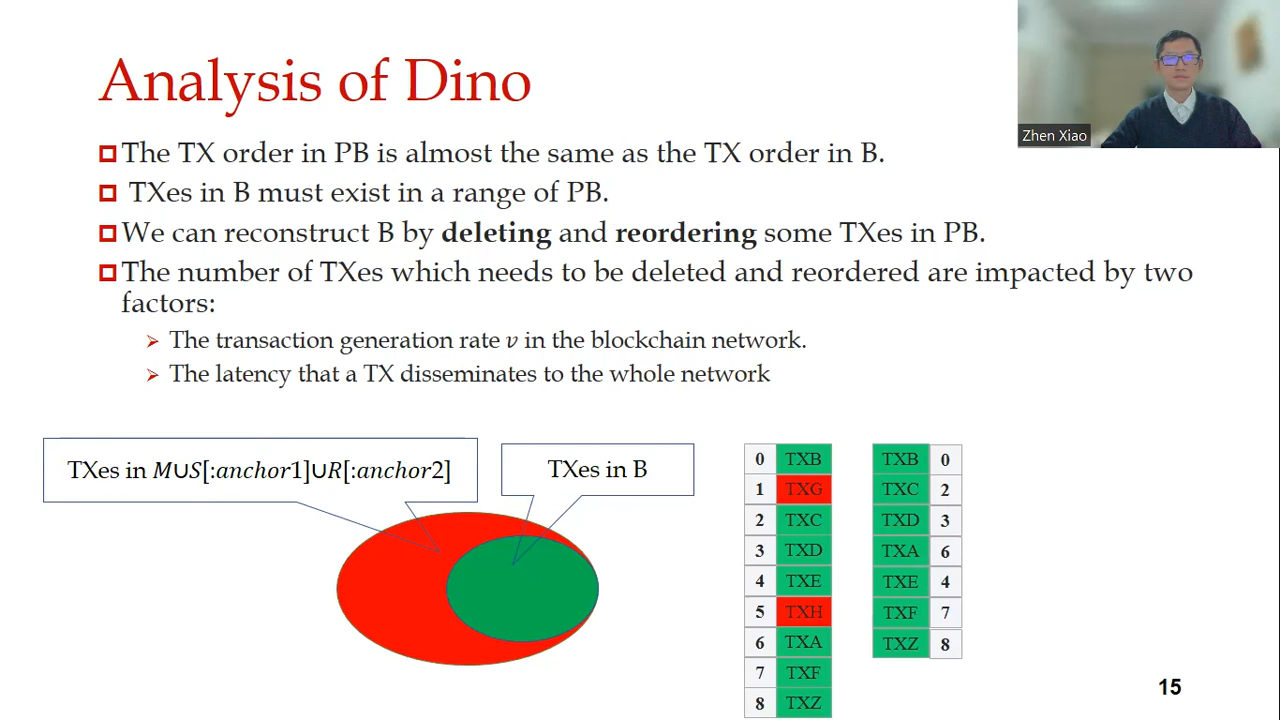 Analysis of Dino
Zhen Xiao
The TX order in PB is almost the same as the TX order in B.
TXes in B must exist in a range of PB.
We can reconstruct B by deleting and reordering some TXes in PB.
The number of TXes which needs to be deleted and reordered are impacted by two
factors:
The transaction generation rate v in the blockchain network.
The latency that a TX disseminates to the whole network
TXes in M∪S[:anchor1]∪R[:anchor2]
TXes in B
0 TXB
1 TXG
2 TXC
3 TXD
4 TXE
5 TXH
6 TXA
7 TXF
8 TXZ
TXB 0
TXC 2
TXD 3
TXA 6
TXE 4
TXF 7
TXZ 8
15